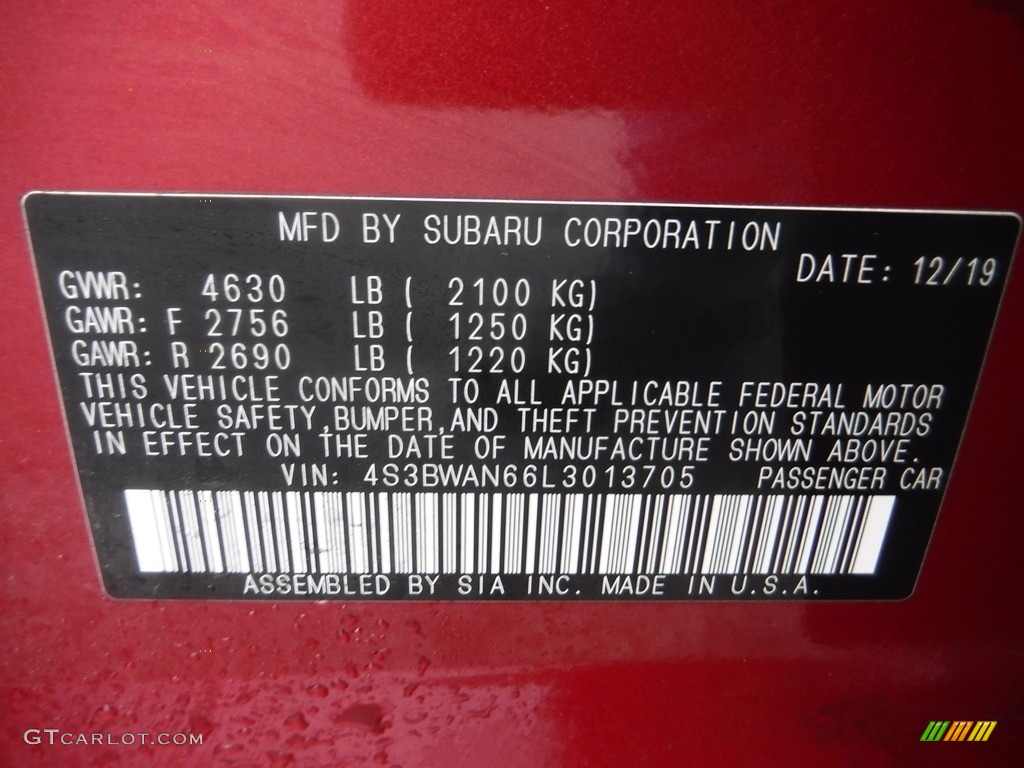 MFD BY SUBARU CORPORATION
DATE: 12/19
GVWR: 4630 LB ( 2100 KG)
GAWR: F 2756 LB ( 1250 KG)
GAWR: R 2690 LB ( 1220 KG)
THIS VEHICLE CONFORMS TO ALL APPLICABLE FEDERAL MOTOR
VEHICLE SAFETY,BUMPER,AND THEFT PREVENTION STANDARDS
IN EFFECT ON THE DATE OF MANUFACTURE SHOWN ABOVE.
VIN: 4S3BWAN66L3013705 PASSENGER CAR
ASSEMBLED BY SIA INC. MADE IN U.S.A.
GTCARLOT.COM